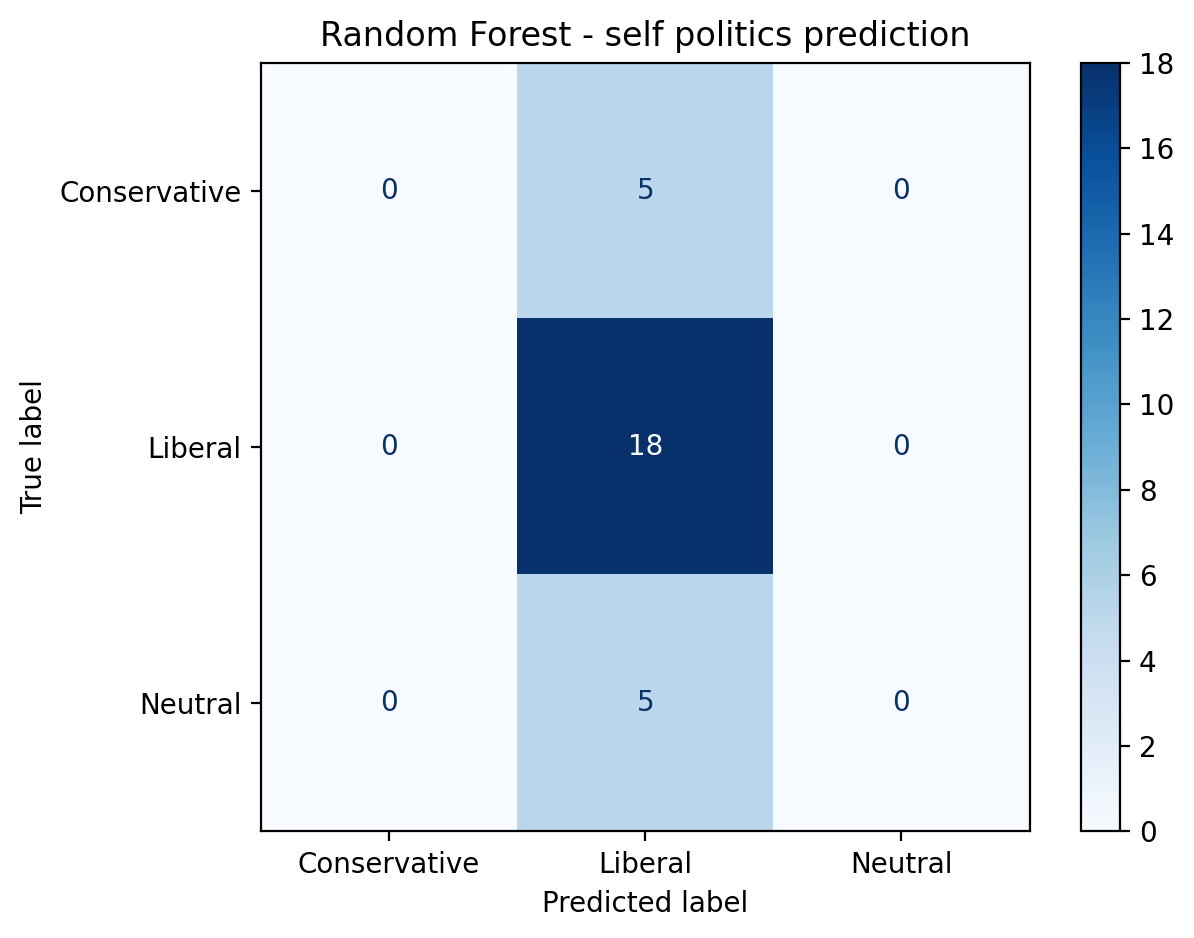 Random Forest - self politics prediction
Conservative
Liberal
Neutral
True label
0 5 0
0 18 0
0 5 0
Conservative Liberal Neutral
Predicted label
18
16
14
12
10
8
6
4
2
0